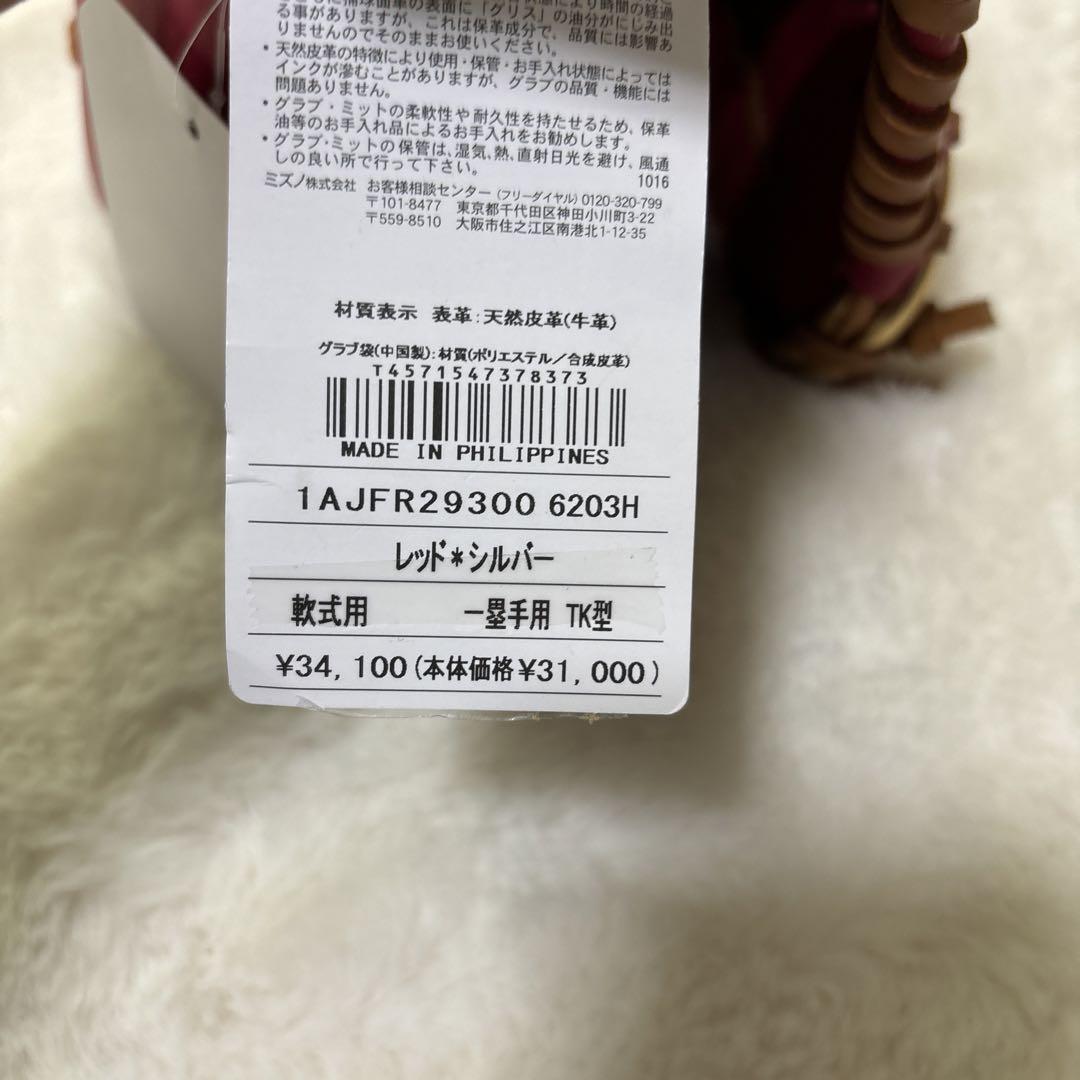 る事がありますが、これは保革成分で、品質には影響あ
りませんのでそのままお使いください。
・天然皮革の特徴により使用・保管・お手入れ状態によっては
インクが滲むことがありますが、グラブの品質・機能には
問題ありません。
・グラブ・ミットの柔軟性や耐久性を持たせるため、保革
油等のお手入れ品によるお手入れをお勧めします。
・グラブ・ミットの保管は、湿気、熱、直射日光を避け、風通
しの良い所で行って下さい。
1016
ミズノ株式会社 お客様相談センター(フリーダイヤル)0120-320-799
〒101-8477 東京都千代田区神田小川町3-22
〒559-8510 大阪市住之江区南港北1-12-35
材質表示 表革:天然皮革(牛革)
グラブ袋(中国製):材質(ポリエステル/合成皮革)
T4571547378373
MADE IN PHILIPPINES
1AJFR29300 6203H
レッド*シルバー
軟式用 一塁手用 TK型
¥34,100(本体価格¥31,000)